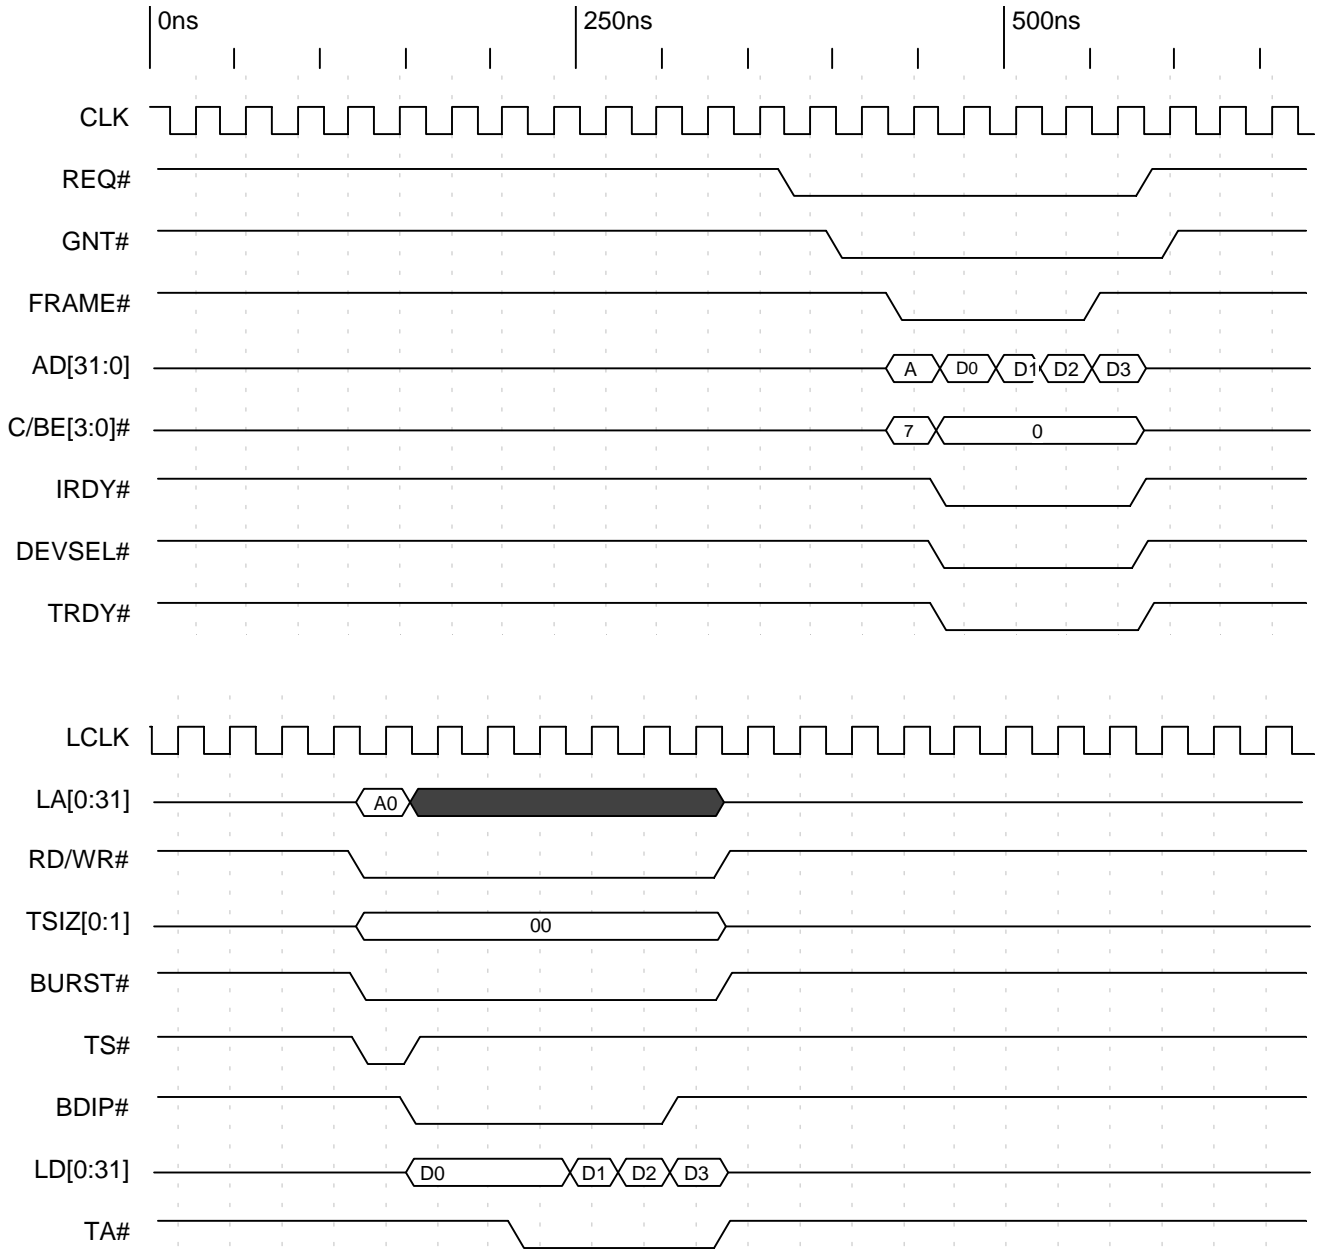 0ns 250ns 500ns
CLK
REQ#
GNT#
FRAME#
AD[31:0] A D0 D1 D2 D3
C/BE[3:0]# 7 0
IRDY#
DEVSEL#
TRDY#
LCLK
LA[0:31] A0
RD/WR#
TSIZ[0:1] 00
BURST#
TS#
BDIP#
LD[0:31] D0 D1 D2 D3
TA#